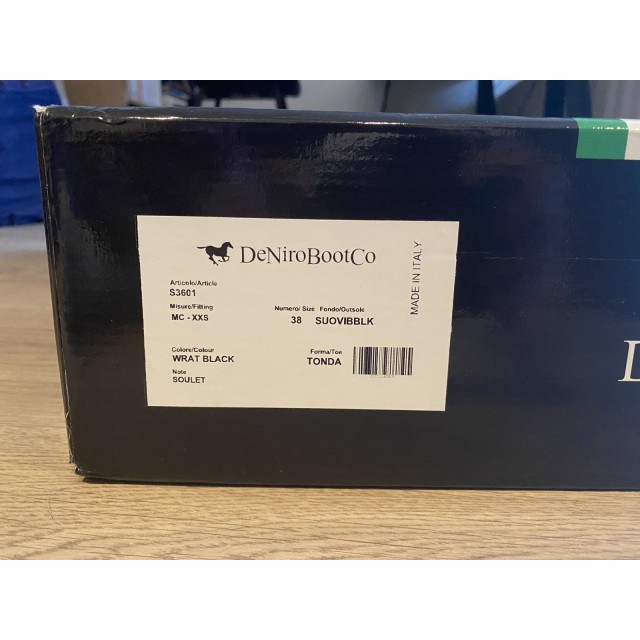 DeNiroBootCo
MADE IN ITALY
Articolo/Article
S3601
Misure/Fitting
MC - XXS
Numero/ Size
38
Fondo/Outsole
SUOVIBBLK
Colore/Colour
WRAT BLACK
Forma/Toe
TONDA
Note
SOULET
D